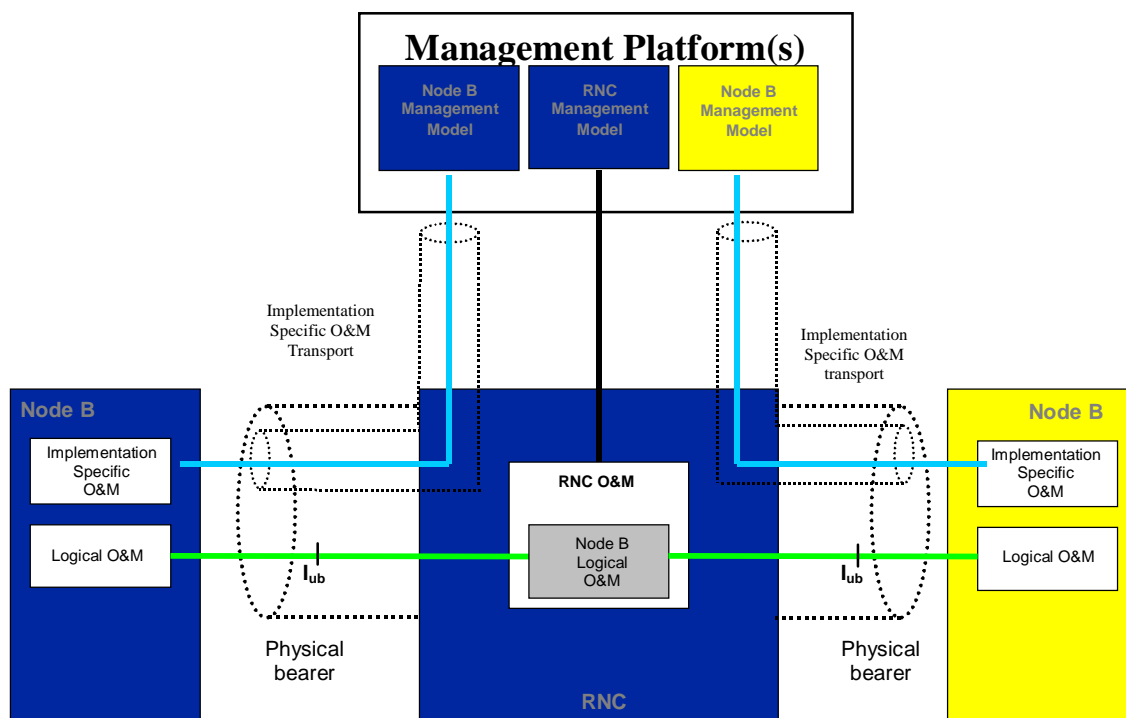 Management Platform(s)
Node B
Management
Model
RNC
Management
Model
Node B
Management
Model
Implementation
Specific O&M
Transport
Implementation
Specific O&M
transport
Node B
Implementation
Specific
O&M
Logical O&M
Iub
Physical
bearer
RNC O&M
Node B
Logical
O&M
RNC
Iub
Physical
bearer
Node B
Implementation
Specific
O&M
Logical O&M